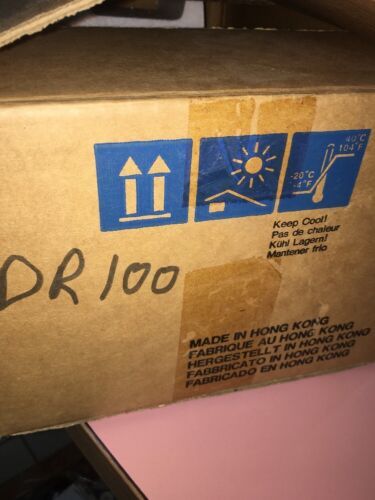 40°C
104°F
-20°C
-4°F
Keep Cool!
Pas de chaleur
Kühl Lagern!
Mantener frio
DR100
MADE IN HONG KONG
FABRIQUE AU HONG KONG
HERGESTELLT IN HONG KONG
FABBRICATO IN HONG KONG
FABRICADO EN HONG KONG